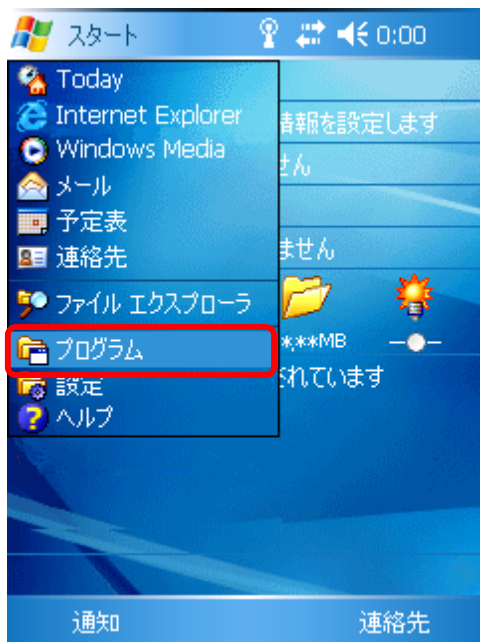 スタート 0:00
Today
Internet Explorer
Windows Media
メール
予定表
連絡先
ファイル エクスプローラ
プログラム
設定
ヘルプ
情報を設定します
せん
ません
*.**MB
されています
通知 連絡先